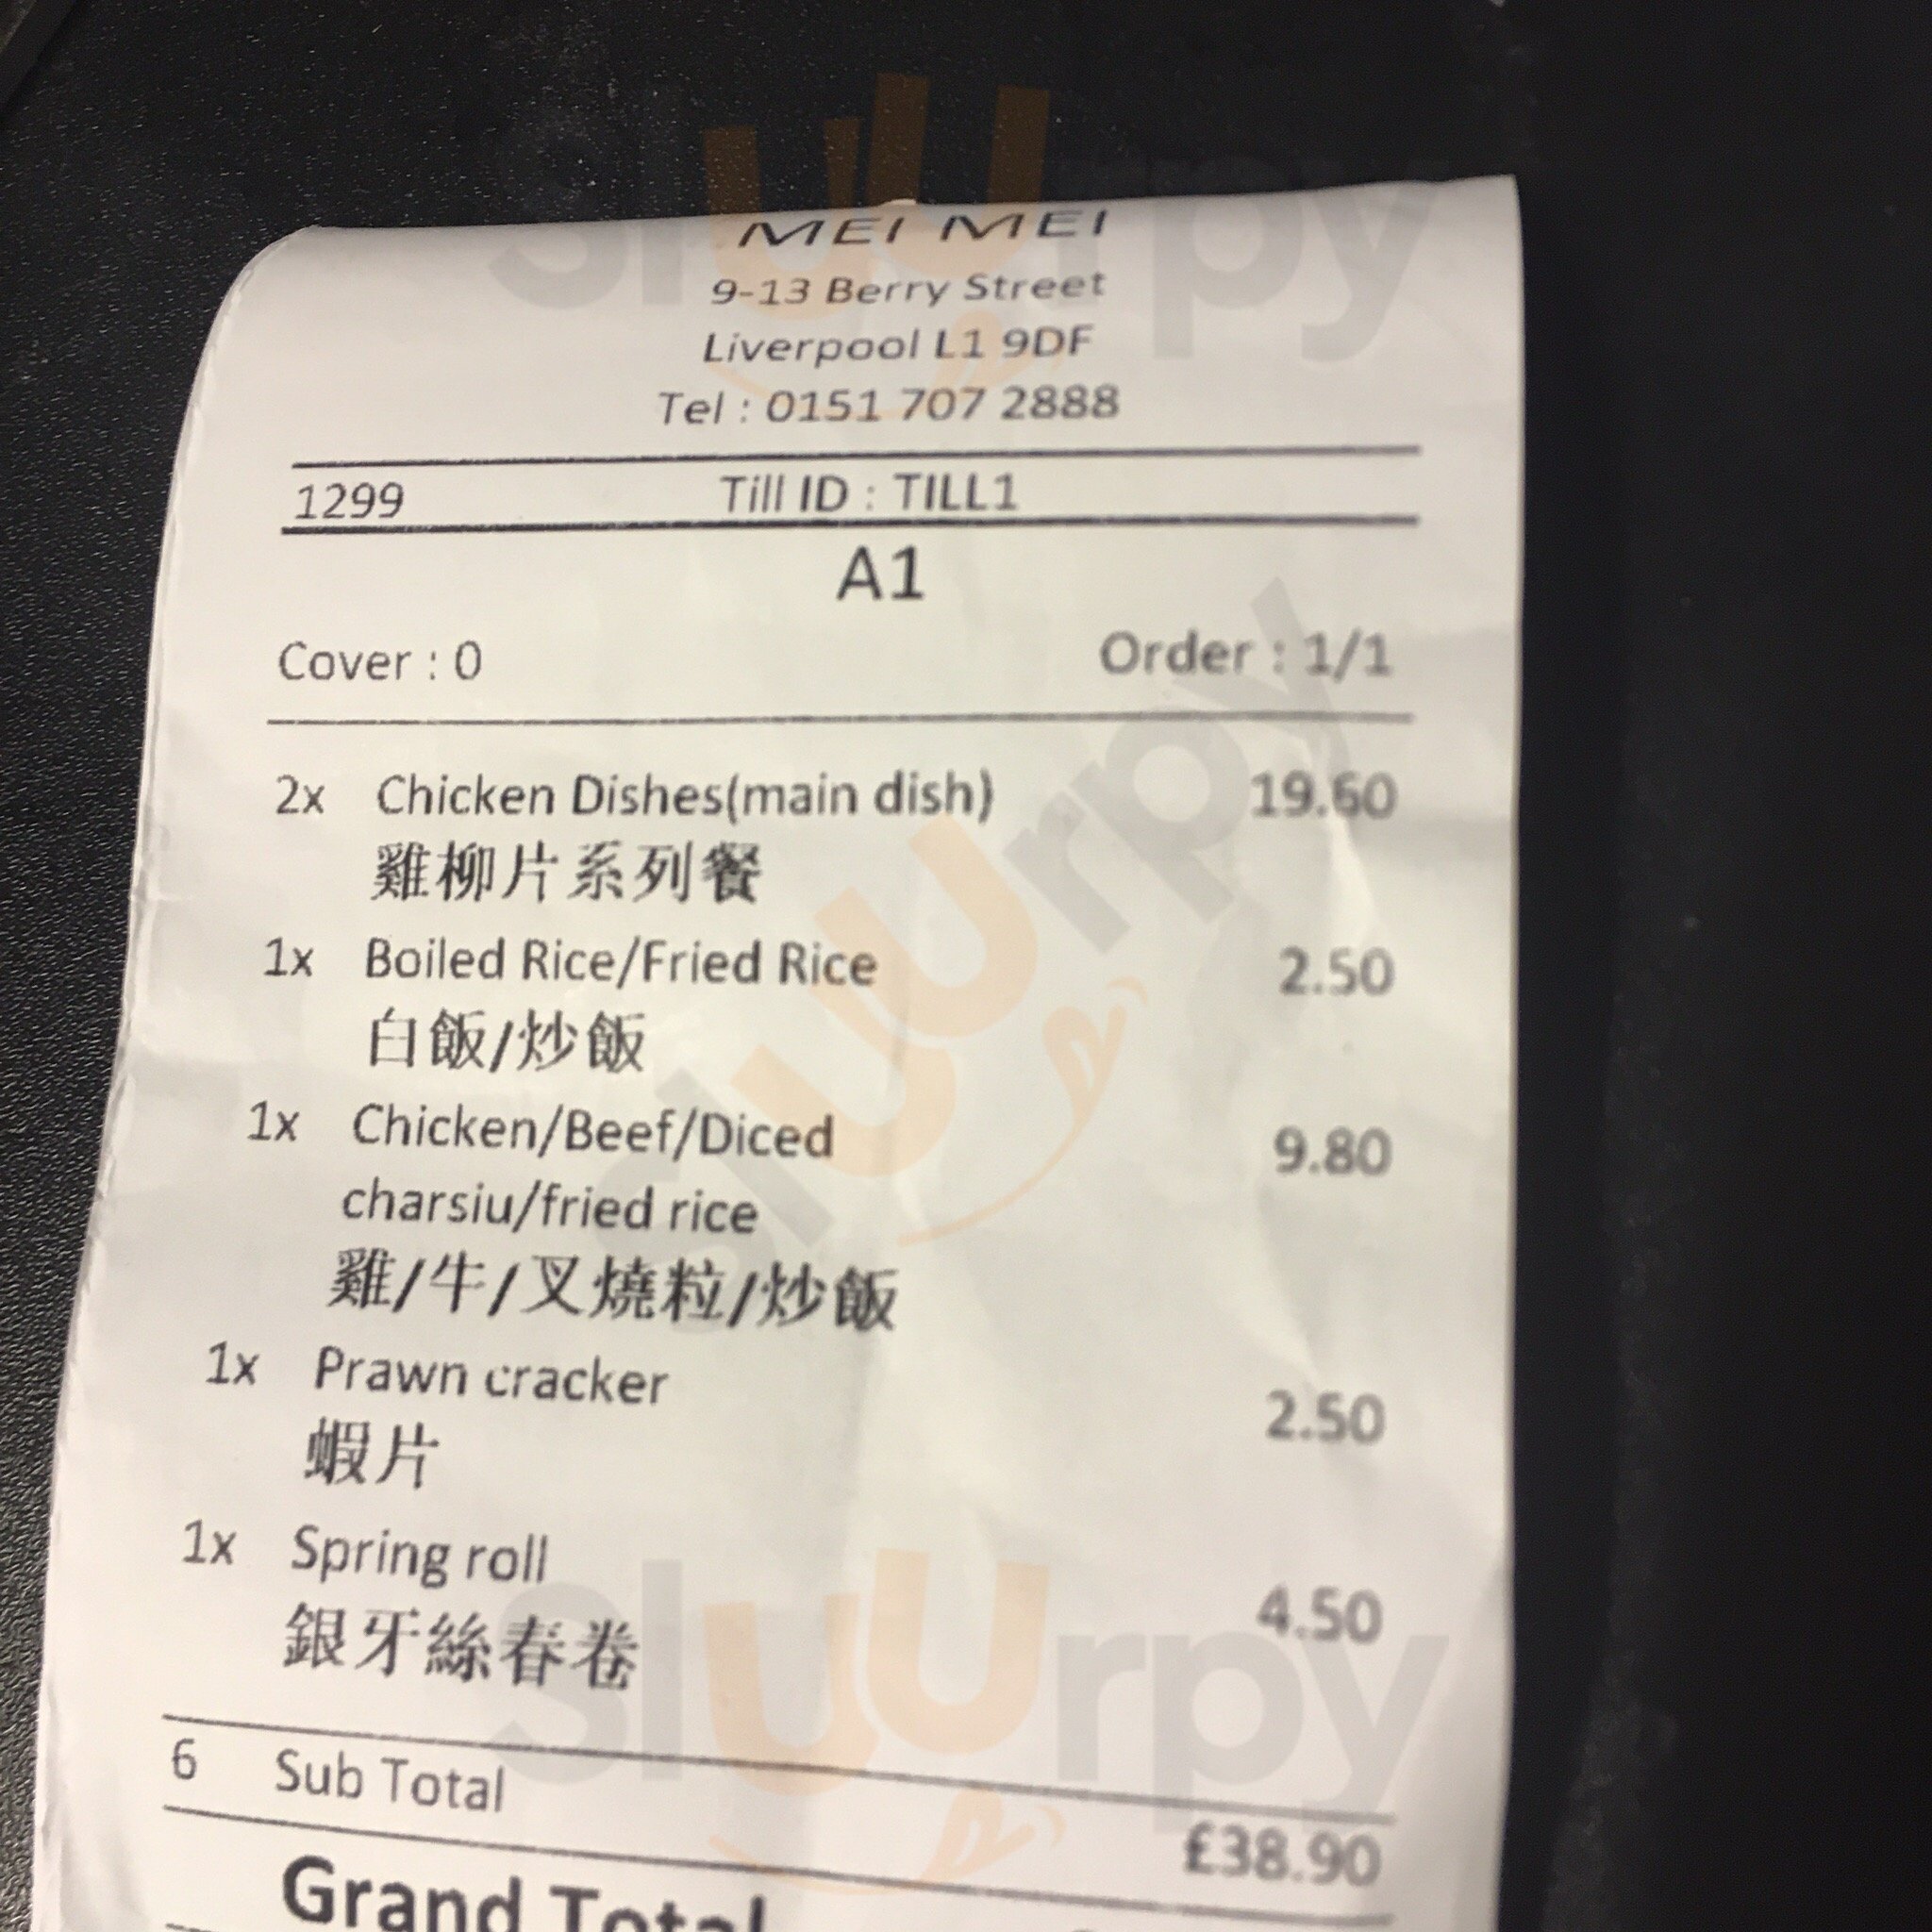 MEI MEI
9-13 Berry Street
Liverpool L1 9DF
Tel : 0151 707 2888
1299 Till ID : TILL1
A1
Cover : 0 Order : 1/1
2x Chicken Dishes(main dish) 19.60
雞柳片系列餐
1x Boiled Rice/Fried Rice 2.50
白飯/炒飯
1x Chicken/Beef/Diced 9.80
charsiu/fried rice
雞/牛/叉燒粒/炒飯
1x Prawn cracker 2.50
蝦片
1x Spring roll 4.50
銀牙絲春卷
6 Sub Total £38.90
Grand Total
sluurpy
sluurpy
sluurpy